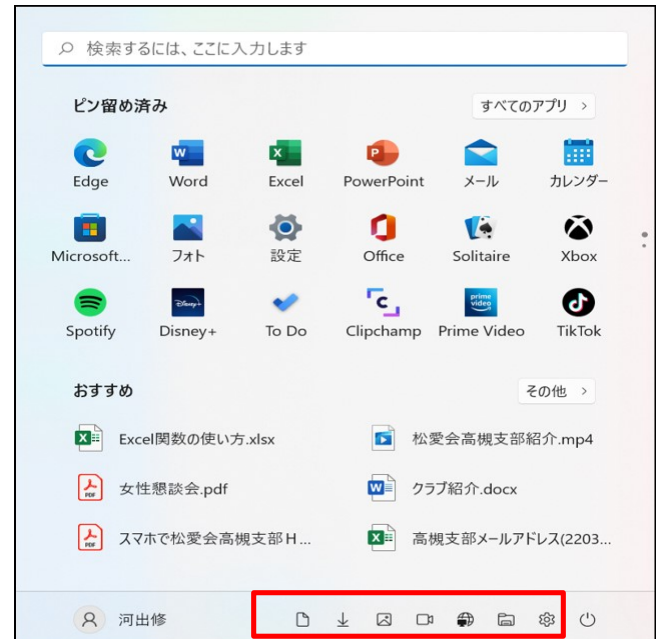 検索するには、ここに入力します
ピン留め済み
すべてのアプリ >
Edge
Word
Excel
PowerPoint
メール
カレンダー
Microsoft...
フォト
設定
Office
Solitaire
Xbox
Spotify
Disney+
To Do
Clipchamp
Prime Video
TikTok
おすすめ
その他 >
Excel関数の使い方.xlsx
松愛会高槻支部紹介.mp4
女性懇談会.pdf
クラブ紹介.docx
スマホで松愛会高槻支部H...
高槻支部メールアドレス(2203...
河出修